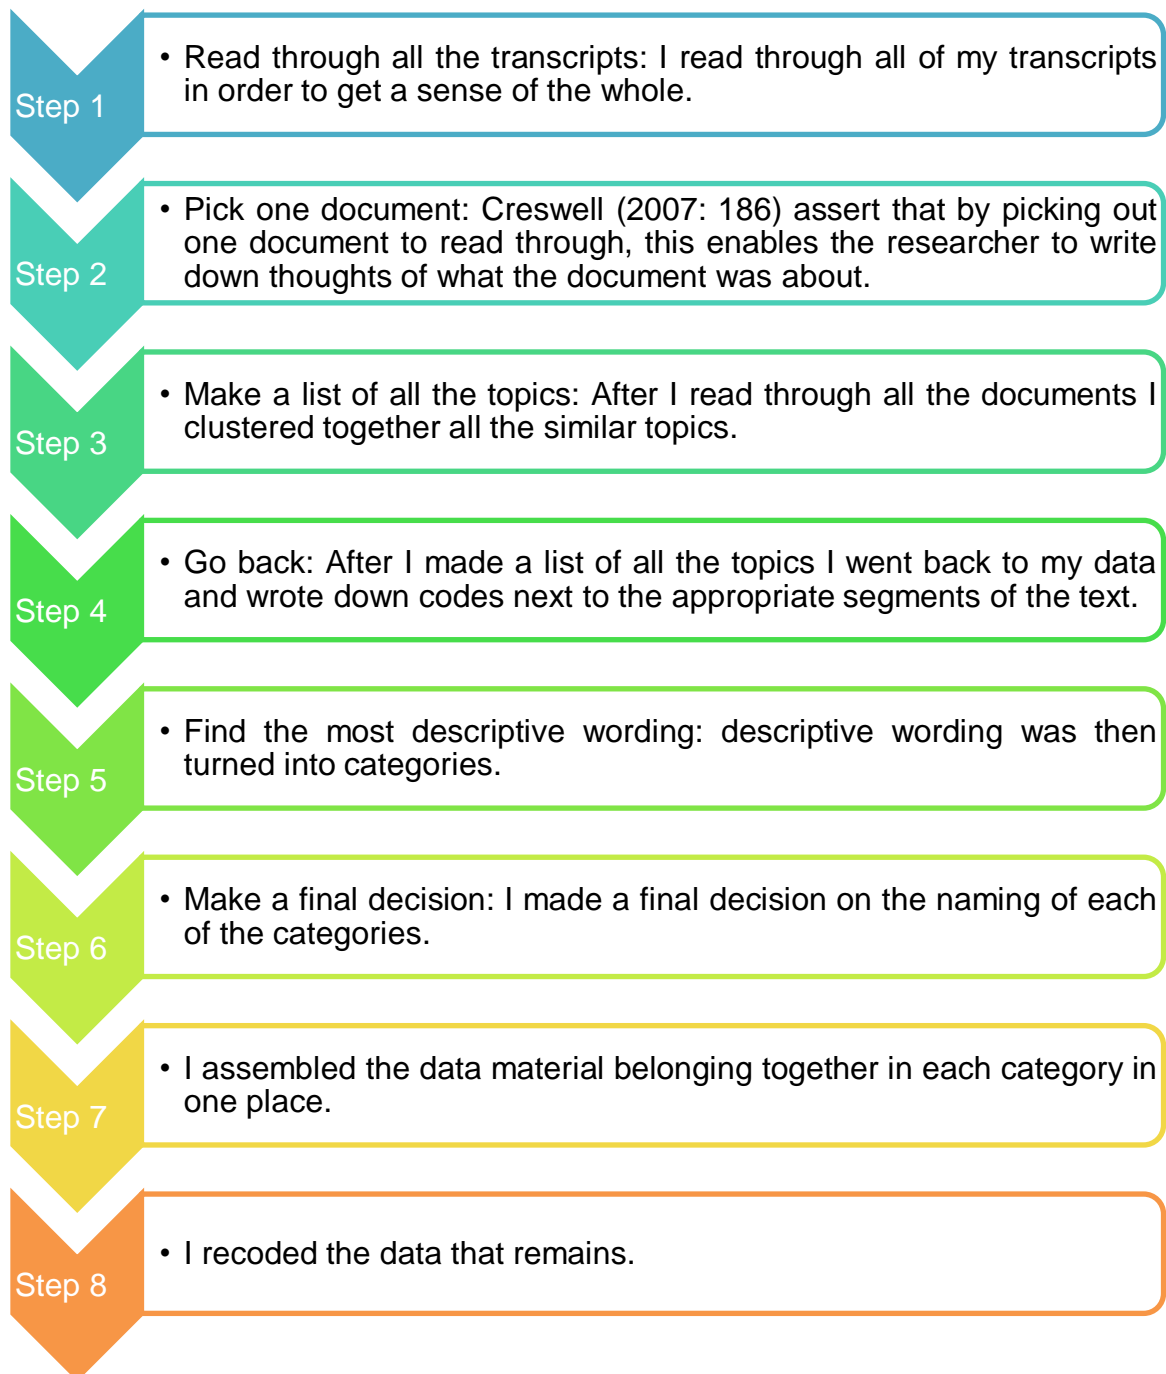 Step 1
• Read through all the transcripts: I read through all of my transcripts
in order to get a sense of the whole.
Step 2
• Pick one document: Creswell (2007: 186) assert that by picking out
one document to read through, this enables the researcher to write
down thoughts of what the document was about.
Step 3
• Make a list of all the topics: After I read through all the documents I
clustered together all the similar topics.
Step 4
• Go back: After I made a list of all the topics I went back to my data
and wrote down codes next to the appropriate segments of the text.
Step 5
• Find the most descriptive wording: descriptive wording was then
turned into categories.
Step 6
• Make a final decision: I made a final decision on the naming of each
of the categories.
Step 7
• I assembled the data material belonging together in each category in
one place.
Step 8
• I recoded the data that remains.